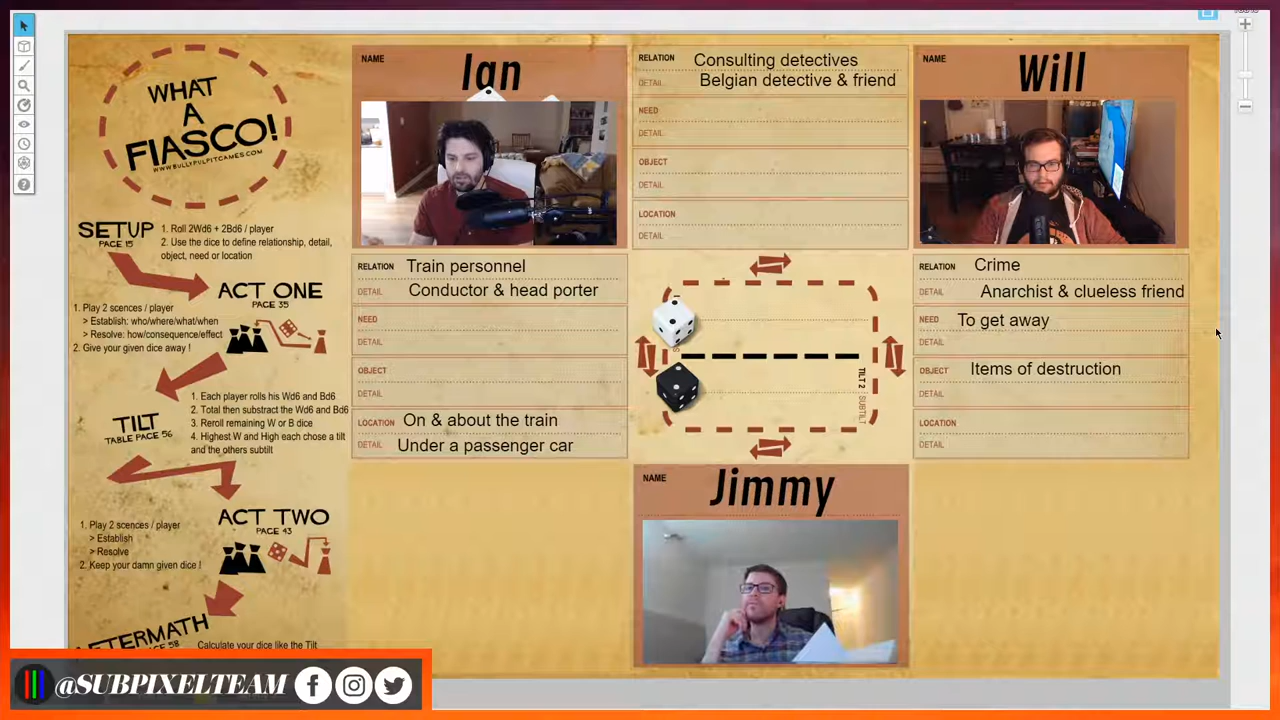 WHAT
A
FIASCO!
WWW.BULLYPULPITGAMES.COM
SETUP
PAGE 15
1. Roll 2Wd6 + 2Bd6 / player
2. Use the dice to define relationship, detail,
object, need or location
ACT ONE
PAGE 35
1. Play 2 scences / player
> Establish: who/where/what/when
> Resolve: how/consequence/effect
2. Give your given dice away !
TILT
TABLE PAGE 56
1. Each player rolls his Wd6 and Bd6
2. Total then substract the Wd6 and Bd6
3. Reroll remaining W or B dice
4. Highest W and High each chose a tilt
and the others subtilt
ACT TWO
PAGE 43
1. Play 2 scences / player
> Establish
> Resolve
2. Keep your damn given dice !
AFTERMATH
Calculate your dice like the Tilt
NAME
Ian
RELATION Consulting detectives
DETAIL Belgian detective & friend
NEED
DETAIL
OBJECT
DETAIL
LOCATION
DETAIL
NAME
Will
RELATION Train personnel
DETAIL Conductor & head porter
NEED
DETAIL
OBJECT
DETAIL
LOCATION On & about the train
DETAIL Under a passenger car
TILT 2
SUBTILT
RELATION Crime
DETAIL Anarchist & clueless friend
NEED To get away
DETAIL
OBJECT Items of destruction
DETAIL
LOCATION
DETAIL
NAME
Jimmy
@SUBPIXELTEAM